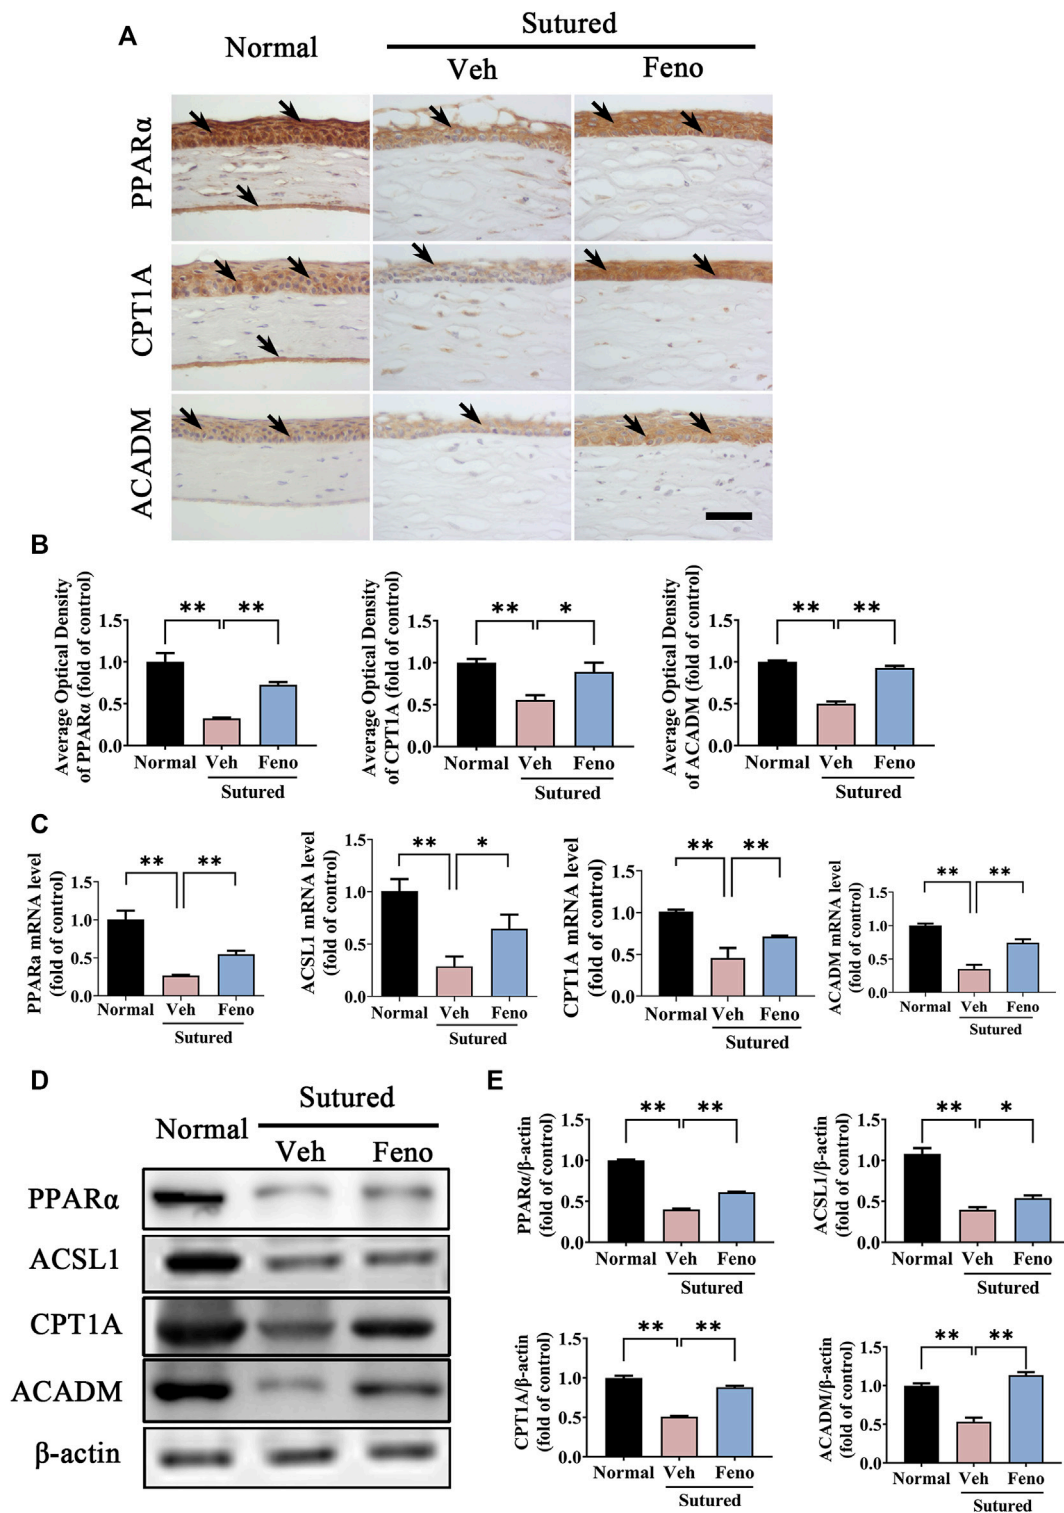 A
Normal
Sutured
Veh
Feno
PPARα
CPT1A
ACADM
B
Average Optical Density
of PPARα (fold of control)
1.5
1.0
0.5
0.0
** **
Normal Veh Feno
Sutured
Average Optical Density
of CPT1A (fold of control)
1.5
1.0
0.5
0.0
** *
Normal Veh Feno
Sutured
Average Optical Density
of ACADM (fold of control)
1.5
1.0
0.5
0.0
** **
Normal Veh Feno
Sutured
C
PPARa mRNA level
(fold of control)
1.5
1.0
0.5
0.0
** **
Normal Veh Feno
Sutured
ACSL1 mRNA level
(fold of control)
1.5
1.0
0.5
0.0
** *
Normal Veh Feno
Sutured
CPT1A mRNA level
(fold of control)
1.5
1.0
0.5
0.0
** **
Normal Veh Feno
Sutured
ACADM mRNA level
(fold of control)
1.5
1.0
0.5
0.0
** **
Normal Veh Feno
Sutured
D
Normal
Sutured
Veh
Feno
PPARα
ACSL1
CPT1A
ACADM
β-actin
E
PPARα/β-actin
(fold of control)
1.5
1.0
0.5
0.0
** **
Normal Veh Feno
Sutured
ACSL1/β-actin
(fold of control)
1.5
1.0
0.5
0.0
** *
Normal Veh Feno
Sutured
CPT1A/β-actin
(fold of control)
1.5
1.0
0.5
0.0
** **
Normal Veh Feno
Sutured
ACADM/β-actin
(fold of control)
1.5
1.0
0.5
0.0
** **
Normal Veh Feno
Sutured